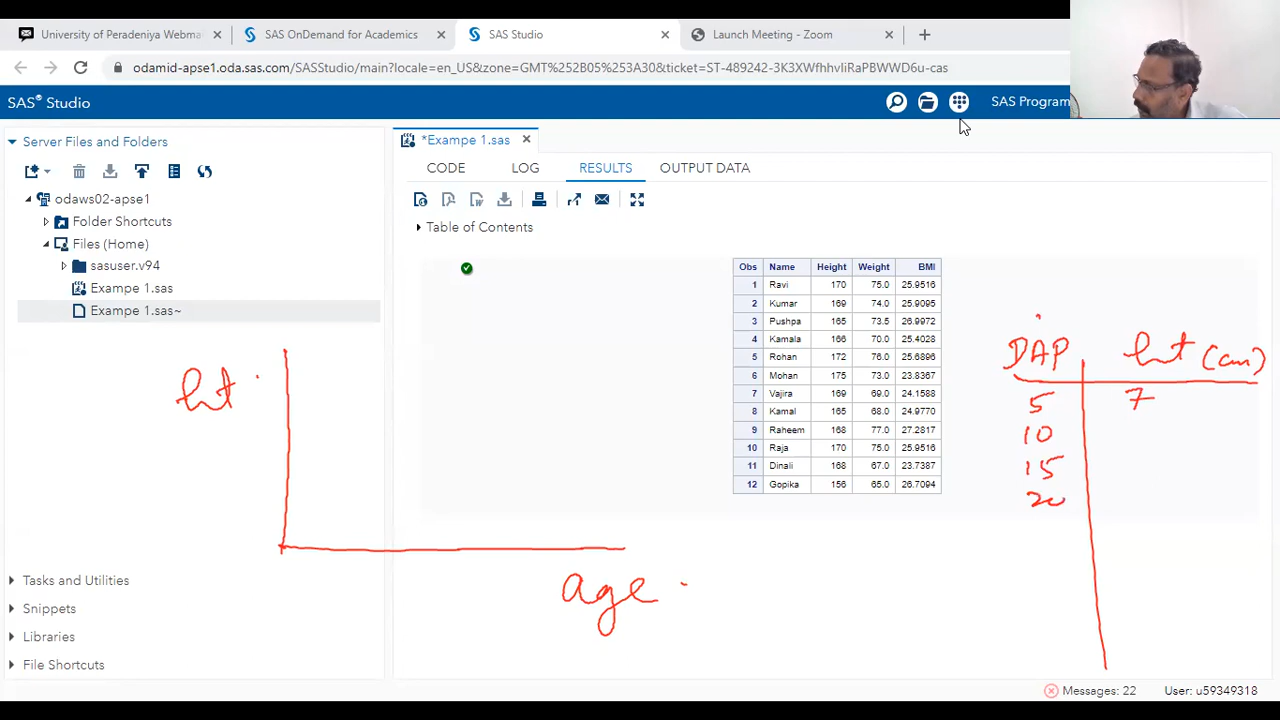 University of Peradeniya Webma
SAS OnDemand for Academics
SAS Studio
Launch Meeting - Zoom
odamid-apse1.oda.sas.com/SASStudio/main?locale=en_US&zone=GMT%252B05%253A30&ticket=ST-489242-3K3XWfhhvliRaPBWWD6u-cas
SAS® Studio
SAS Program
Server Files and Folders
*Exampe 1.sas
CODE LOG RESULTS OUTPUT DATA
odaws02-apse1
Folder Shortcuts
Files (Home)
sasuser.v94
Exampe 1.sas
Exampe 1.sas~
Table of Contents
Obs Name Height Weight BMI
1 Ravi 170 75.0 25.9516
2 Kumar 169 74.0 25.9095
3 Pushpa 165 73.5 26.9972
4 Kamala 166 70.0 25.4028
5 Rohan 172 76.0 25.6896
6 Mohan 175 73.0 23.8367
7 Vajira 169 69.0 24.1588
8 Kamal 165 68.0 24.9770
9 Raheem 168 77.0 27.2817
10 Raja 170 75.0 25.9516
11 Dinali 168 67.0 23.7387
12 Gopika 156 65.0 26.7094
ht
age
DAP ht (cm)
5 7
10
15
20
Tasks and Utilities
Snippets
Libraries
File Shortcuts
Messages: 22 User: u59349318